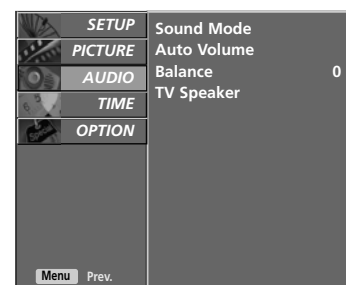 SETUP
PICTURE
AUDIO
TIME
OPTION
Sound Mode
Auto Volume
Balance 0
TV Speaker
Menu Prev.